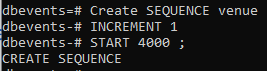 dbevents=# Create SEQUENCE venue
dbevents-# INCREMENT 1
dbevents-# START 4000 ;
CREATE SEQUENCE